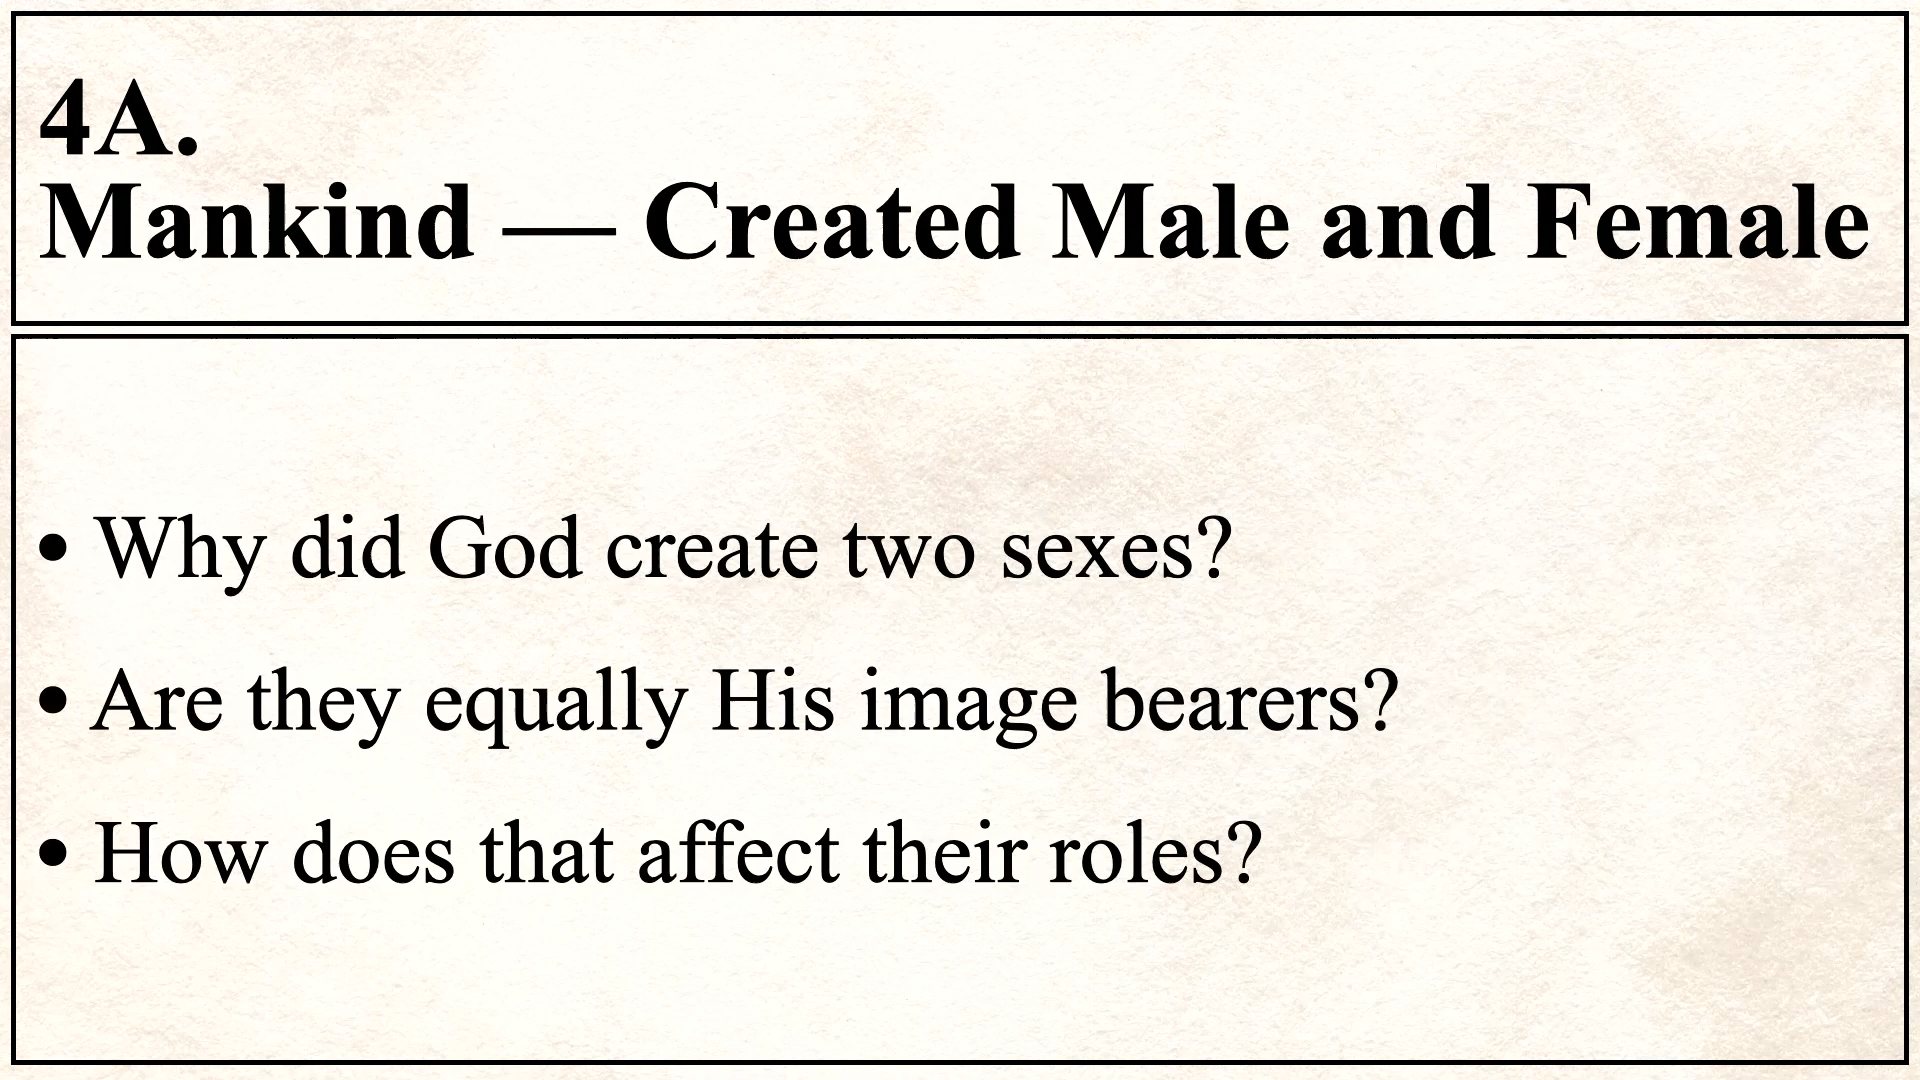 4A.
Mankind — Created Male and Female
• Why did God create two sexes?
• Are they equally His image bearers?
• How does that affect their roles?